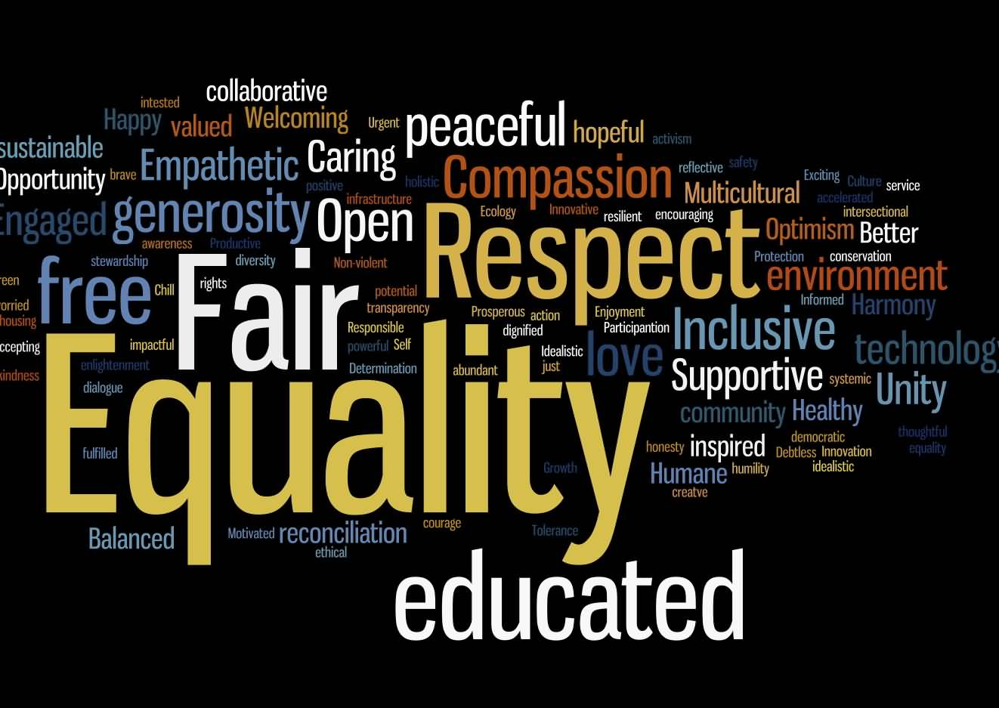 collaborative
intested
Happy
valued
Welcoming
Urgent
peaceful
hopeful
activism
sustainable
Opportunity
brave
Empathetic
Caring
positive
holistic
Compassion
reflective
safety
Multicultural
Exciting
Culture
service
accelerated
Engaged
generosity
infrastructure
Open
Ecology
Innovative
resilient
encouraging
intersectional
awareness
Productive
Respect
Optimism
Better
stewardship
diversity
Non-violent
Protection
conservation
environment
reen
free
Chill
Fair
rights
potential
transparency
Informed
Harmony
orried
housing
Prosperous
action
Enjoyment
Participantion
Inclusive
Responsible
dignified
ccepting
impactful
powerful
Self
Idealistic
just
love
technology
kindness
enlightenment
Determination
abundant
Supportive
systemic
Unity
dialogue
Equality
community
Healthy
thoughtful
equality
fulfilled
honesty
inspired
democratic
Debtless
Innovation
idealistic
Growth
Humane
humility
creatve
Balanced
Motivated
reconciliation
courage
Tolerance
ethical
educated